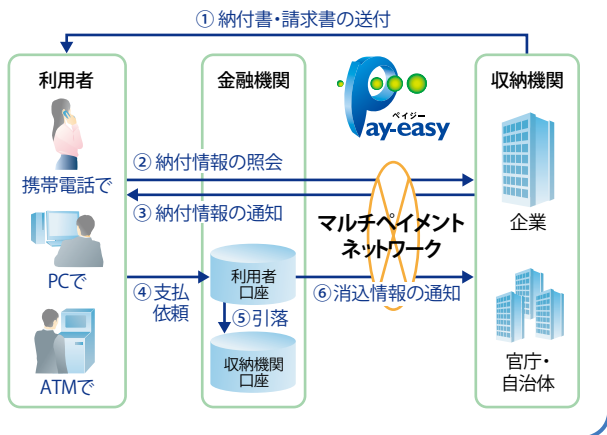 ① 納付書・請求書の送付
利用者
金融機関
収納機関
ペイジー
Pay-easy
② 納付情報の照会
携帯電話で
③ 納付情報の通知
マルチペイメント
ネットワーク
企業
PCで
④支払
依頼
利用者
口座
⑥消込情報の通知
⑤引落
収納機関
口座
ATMで
官庁・
自治体